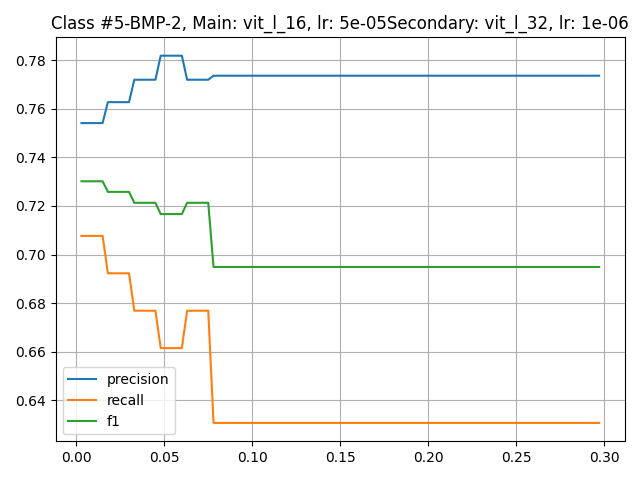 Class #5-BMP-2, Main: vit_l_16, lr: 5e-05Secondary: vit_l_32, lr: 1e-06
0.78
0.76
0.74
0.72
0.70
0.68
0.66
0.64
precision
recall
f1
0.00 0.05 0.10 0.15 0.20 0.25 0.30